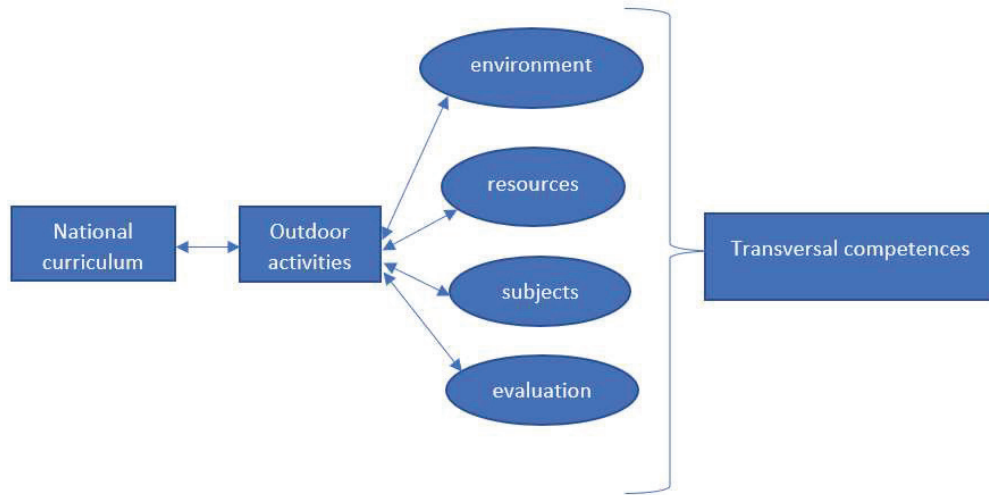 environment
resources
National
curriculum
Outdoor
activities
subjects
evaluation
Transversal competences